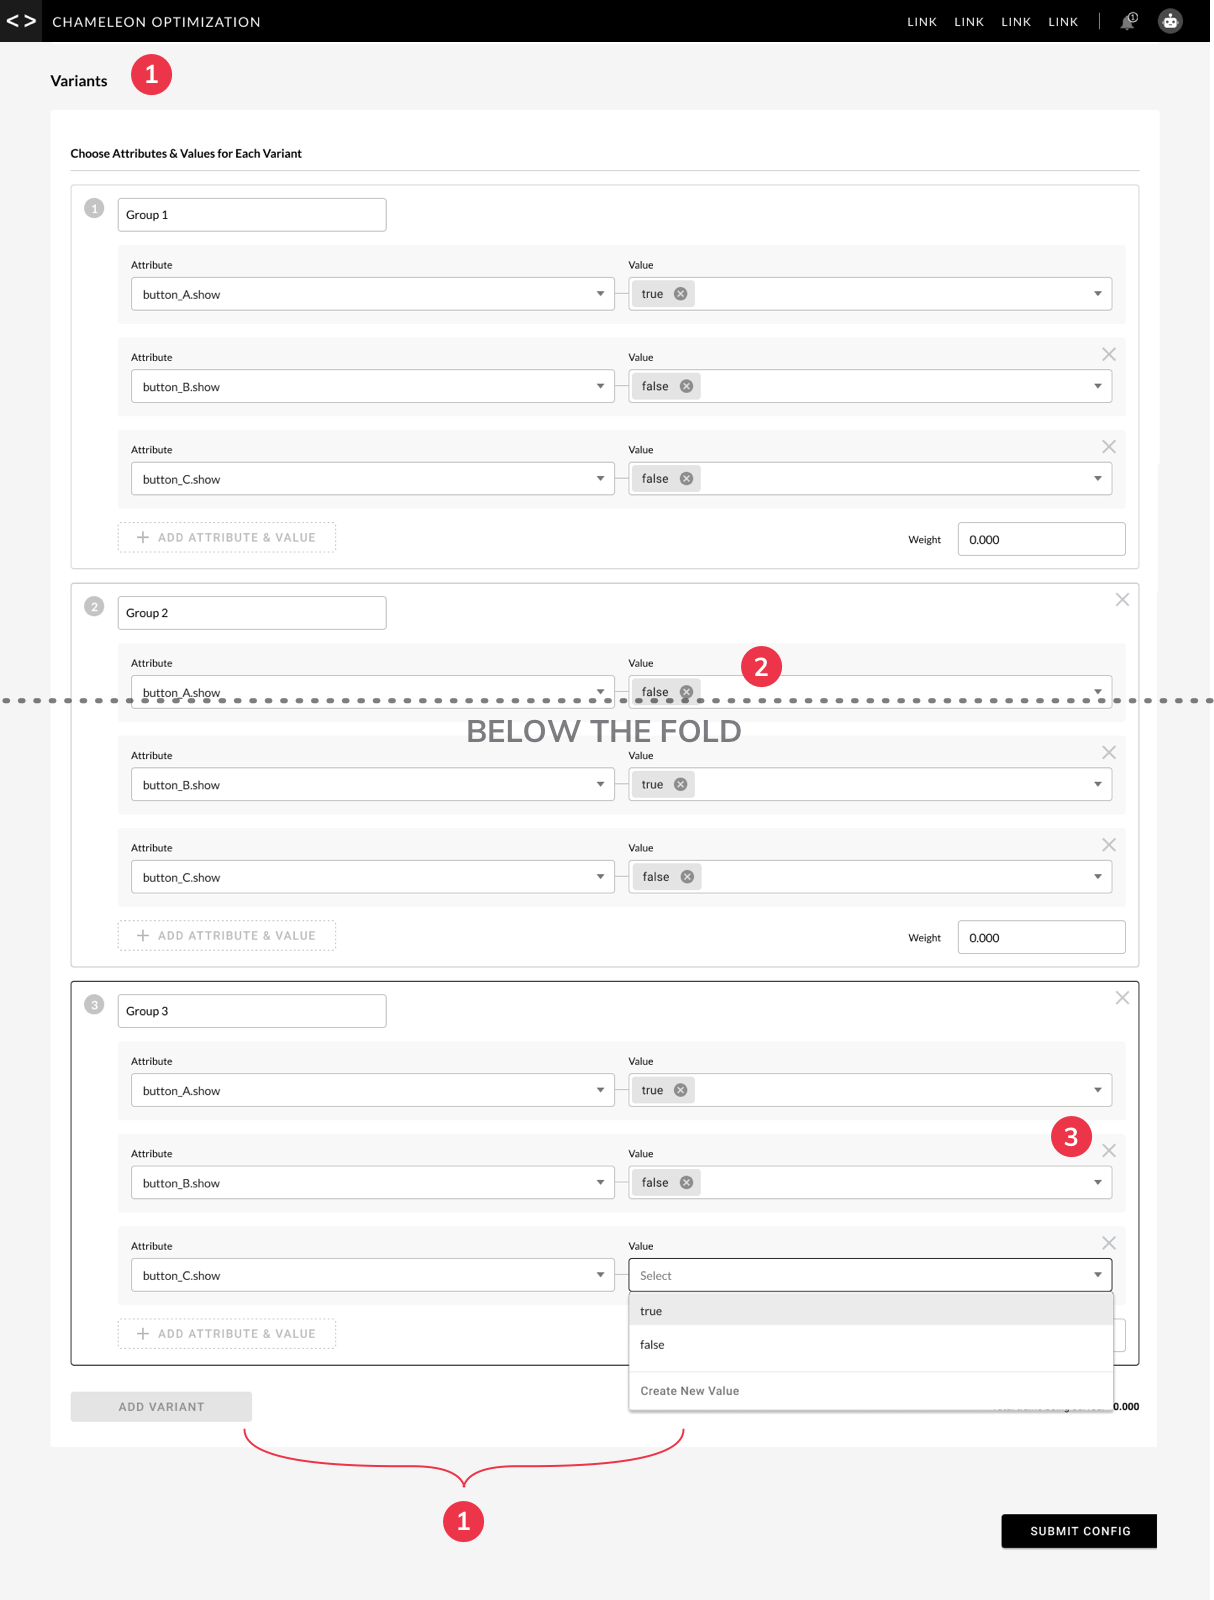 <> CHAMELEON OPTIMIZATION LINK LINK LINK LINK 1
Variants 1
Choose Attributes & Values for Each Variant
1 Group 1
Attribute Value
button_A.show true
Attribute Value
button_B.show false
Attribute Value
button_C.show false
+ ADD ATTRIBUTE & VALUE Weight 0.000
2 Group 2
Attribute Value 2
button_A.show false
BELOW THE FOLD
Attribute Value
button_B.show true
Attribute Value
button_C.show false
+ ADD ATTRIBUTE & VALUE Weight 0.000
3 Group 3
Attribute Value
button_A.show true
3
Attribute Value
button_B.show false
Attribute Value
button_C.show Select
true
+ ADD ATTRIBUTE & VALUE
false
Create New Value
ADD VARIANT 0.000
1
SUBMIT CONFIG